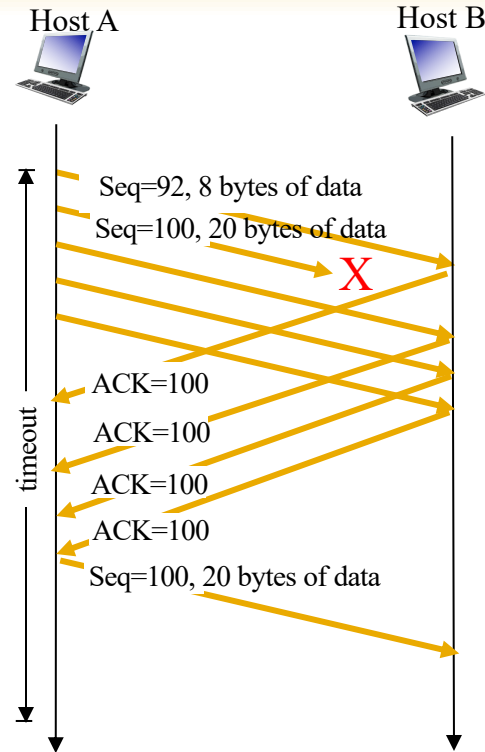 Host A
Host B
Seq=92, 8 bytes of data
Seq=100, 20 bytes of data
X
ACK=100
ACK=100
ACK=100
ACK=100
timeout
Seq=100, 20 bytes of data